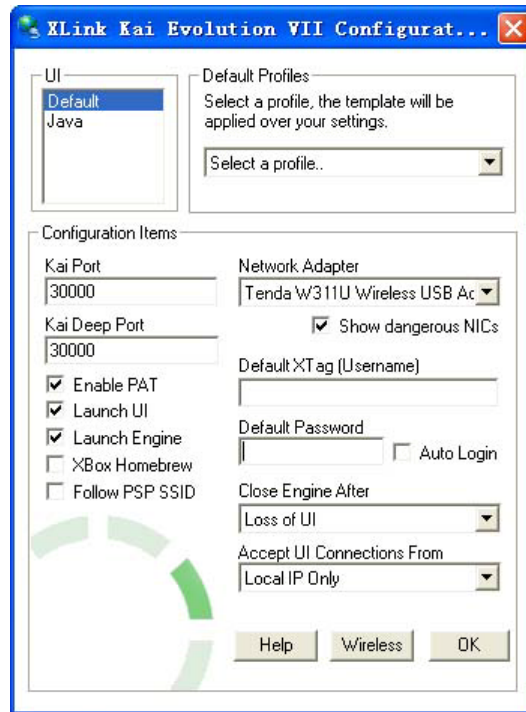 XLink Kai Evolution VII Configurat...
UI
Default
Java
Default Profiles
Select a profile, the template will be
applied over your settings.
Select a profile..
Configuration Items
Kai Port
30000
Kai Deep Port
30000
Enable PAT
Launch UI
Launch Engine
XBox Homebrew
Follow PSP SSID
Network Adapter
Tenda W311U Wireless USB Ac
Show dangerous NICs
Default XTag (Username)
Default Password
Auto Login
Close Engine After
Loss of UI
Accept UI Connections From
Local IP Only
Help
Wireless
OK